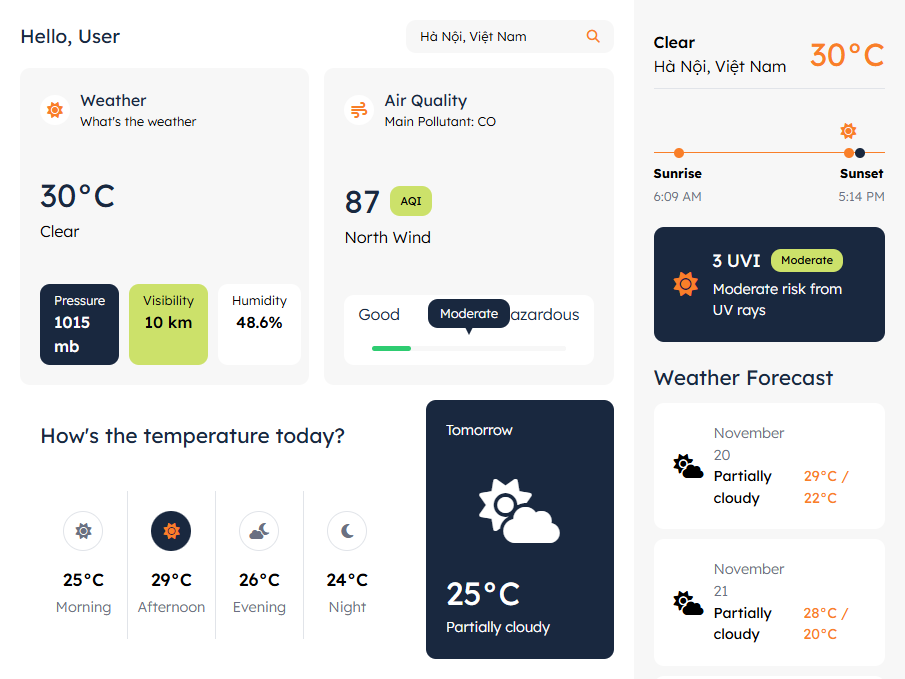 Hello, User
Hà Nội, Việt Nam
Weather
What's the weather
30°C
Clear
Pressure
1015
mb
Visibility
10 km
Humidity
48.6%
Air Quality
Main Pollutant: CO
87 AQI
North Wind
Good Moderate azardous
How's the temperature today?
25°C
Morning
29°C
Afternoon
26°C
Evening
24°C
Night
Tomorrow
25°C
Partially cloudy
Clear
Hà Nội, Việt Nam
30°C
Sunrise
6:09 AM
Sunset
5:14 PM
3 UVI Moderate
Moderate risk from
UV rays
Weather Forecast
November
20
Partially
cloudy
29°C /
22°C
November
21
Partially
cloudy
28°C /
20°C